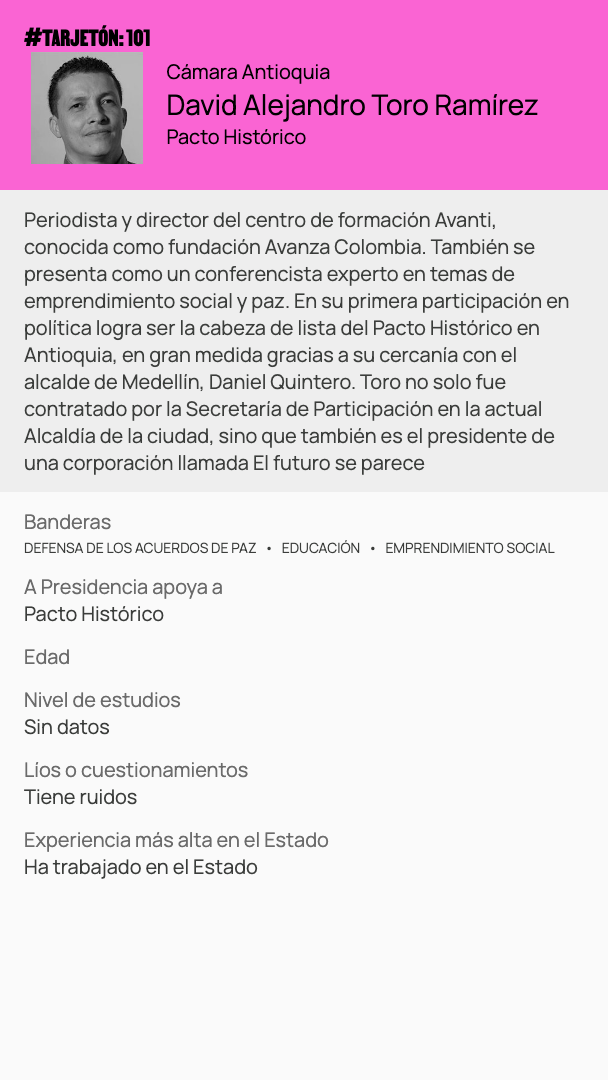 #TARJETÓN: 101
Cámara Antioquia
David Alejandro Toro Ramírez
Pacto Histórico
Periodista y director del centro de formación Avanti,
conocida como fundación Avanza Colombia. También se
presenta como un conferencista experto en temas de
emprendimiento social y paz. En su primera participación en
política logra ser la cabeza de lista del Pacto Histórico en
Antioquia, en gran medida gracias a su cercanía con el
alcalde de Medellín, Daniel Quintero. Toro no solo fue
contratado por la Secretaría de Participación en la actual
Alcaldía de la ciudad, sino que también es el presidente de
una corporación llamada El futuro se parece
Banderas
DEFENSA DE LOS ACUERDOS DE PAZ • EDUCACIÓN • EMPRENDIMIENTO SOCIAL
A Presidencia apoya a
Pacto Histórico
Edad
Nivel de estudios
Sin datos
Líos o cuestionamientos
Tiene ruidos
Experiencia más alta en el Estado
Ha trabajado en el Estado